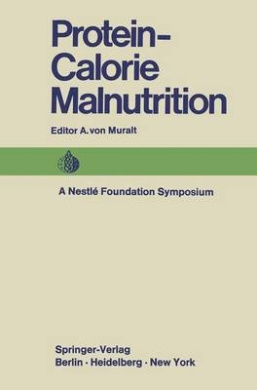 Protein-
Calorie
Malnutrition
Editor A. von Muralt
A Nestlé Foundation Symposium
Springer-Verlag
Berlin · Heidelberg · New York